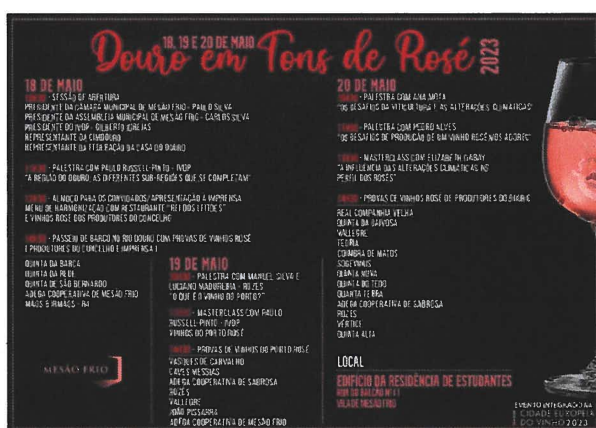 18, 19 E 20 DE MAIO
Douro em Tons de Rosé 2023
18 DE MAIO
- SESSÃO DE ABERTURA
PRESIDENTE DA CÂMARA MUNICIPAL DE MESÃO FRIO - PAULO SILVA
PRESIDENTE DA ASSEMBLEIA MUNICIPAL DE MESÃO FRIO - CARLOS SILVA
PRESIDENTE DO IVDP - GILBERTO IGREJAS
REPRESENTANTE DA CIMDOURO
REPRESENTANTE DA FEDERAÇÃO DA CASA DO DOURO
- PALESTRA COM PAULO RUSSELL-PINTO - IVDP
"A REGIÃO DO DOURO, AS DIFERENTES SUB-REGIÕES QUE SE COMPLETAM"
- ALMOÇO PARA OS CONVIDADOS/APRESENTAÇÃO À IMPRENSA
MENU DE HARMONIZAÇÃO COM RESTAURANTE "REI DOS LEITÕES"
E VINHOS ROSÉ DOS PRODUTORES DO CONCELHO
- PASSEIO DE BARCO NO RIO DOURO COM PROVAS DE VINHOS ROSÉ
( PRODUTORES DO CONCELHO E IMPRENSA )
QUINTA DA BARCA
QUINTA DA REDE
QUINTA DE SÃO BERNARDO
ADEGA COOPERATIVA DE MESÃO FRIO
MÃOS & IRMÃOS -
MESÃO FRIO
19 DE MAIO
- PALESTRA COM MANUEL SILVA E
LUCIANO MADUREIRA - ROZÈS
"O QUE É O VINHO DO PORTO?"
- MASTERCLASS COM PAULO
RUSSELL-PINTO - IVDP
VINHOS DO PORTO ROSÉ
- PROVAS DE VINHOS DO PORTO ROSÉ
VASQUES DE CARVALHO
CAVES MESSIAS
ADEGA COOPERATIVA DE SABROSA
ROZÈS
VALLEGRE
JOÃO PISSARRA
ADEGA COOPERATIVA DE MESÃO FRIO
20 DE MAIO
- PALESTRA COM ANA MOTA
"OS DESAFIOS DA VITICULTURA E AS ALTERAÇÕES CLIMÁTICAS"
- PALESTRA COM PEDRO ALVES
"OS DESAFIOS DE PRODUÇÃO DE UM VINHO ROSÉ NOS AÇORES"
- MASTERCLASS COM ELIZABETH GABAY
"A INFLUÊNCIA DAS ALTERAÇÕES CLIMÁTICAS NO
PERFIL DOS ROSÉS"
- PROVAS DE VINHOS ROSÉ DE PRODUTORES DO DOURO
REAL COMPANHIA VELHA
QUINTA DA GAIVOSA
VALLEGRE
TEORIA
COIMBRA DE MATOS
SOGEVINUS
QUINTA NOVA
QUINTA DO TEDO
QUANTA TERRA
ADEGA COOPERATIVA DE SABROSA
ROZÈS
VÉRTICE
QUINTA ALTA
LOCAL
EDIFÍCIO DA RESIDÊNCIA DE ESTUDANTES
RUA DO BALCÃO Nº
VILA DE MESÃO FRIO
EVENTO INTEGRADO NA
CIDADE EUROPEIA
DO VINHO 2023